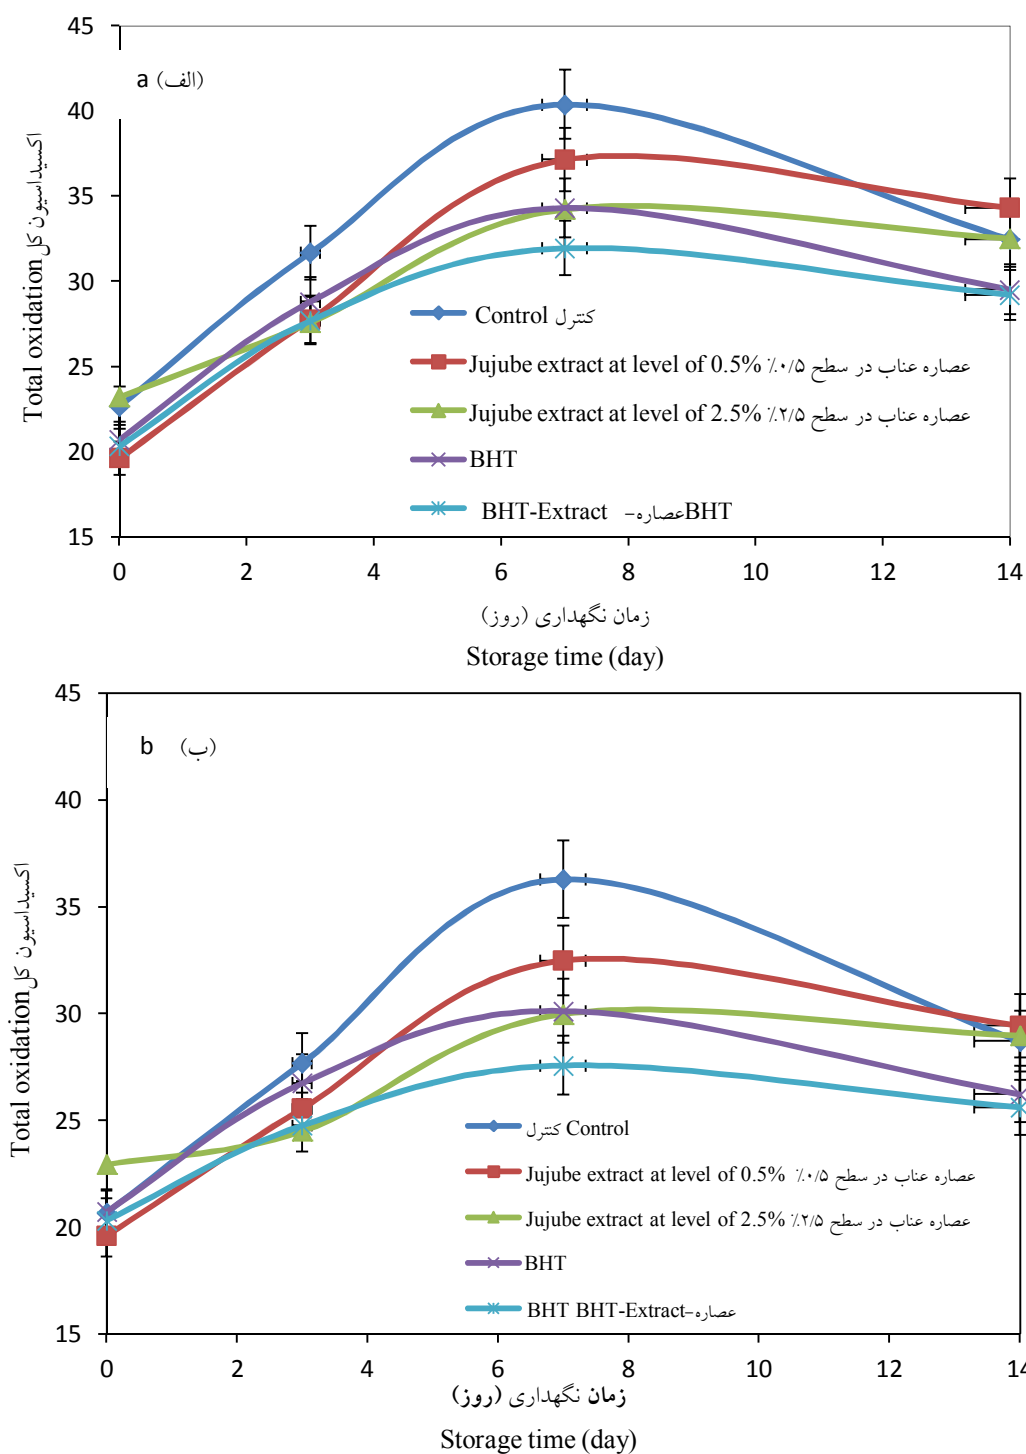 45
a (الف)
40
35
30
25
20
15
اکسیداسیون کل Total oxidation
Control کنترل
Jujube extract at level of 0.5% عصاره عناب در سطح ۰/۵٪
Jujube extract at level of 2.5% عصاره عناب در سطح ۲/۵٪
BHT
BHT-Extract عصاره-BHT
0 2 4 6 8 10 12 14
زمان نگهداری (روز)
Storage time (day)
45
b (ب)
40
35
30
25
20
15
اکسیداسیون کل Total oxidation
کنترل Control
Jujube extract at level of 0.5% عصاره عناب در سطح ۰/۵٪
Jujube extract at level of 2.5% عصاره عناب در سطح ۲/۵٪
BHT
BHT BHT-Extract-عصاره
0 2 4 6 8 10 12 14
زمان نگهداری (روز)
Storage time (day)